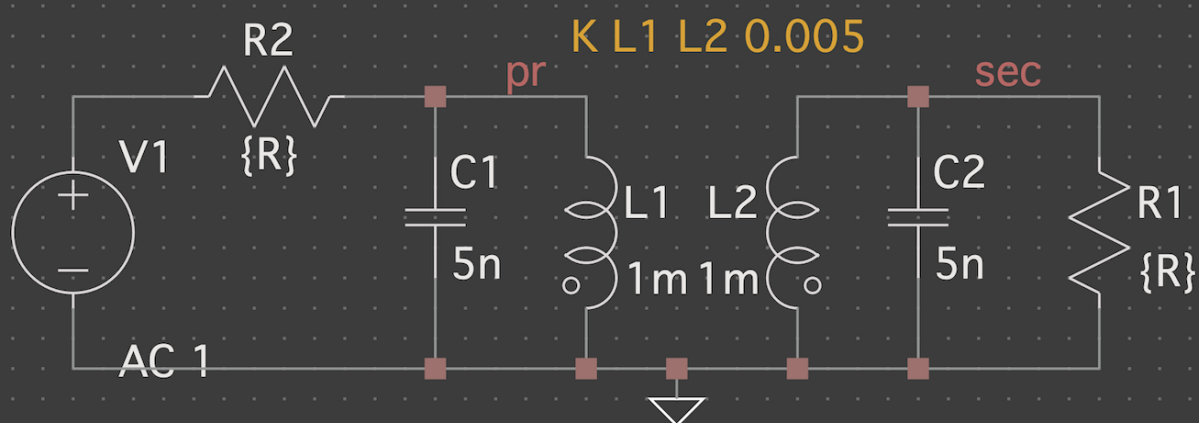 K L1 L2 0.005
R2
pr
sec
V1
{R}
C1
L1
L2
C2
R1
5n
1m
1m
5n
{R}
AC 1